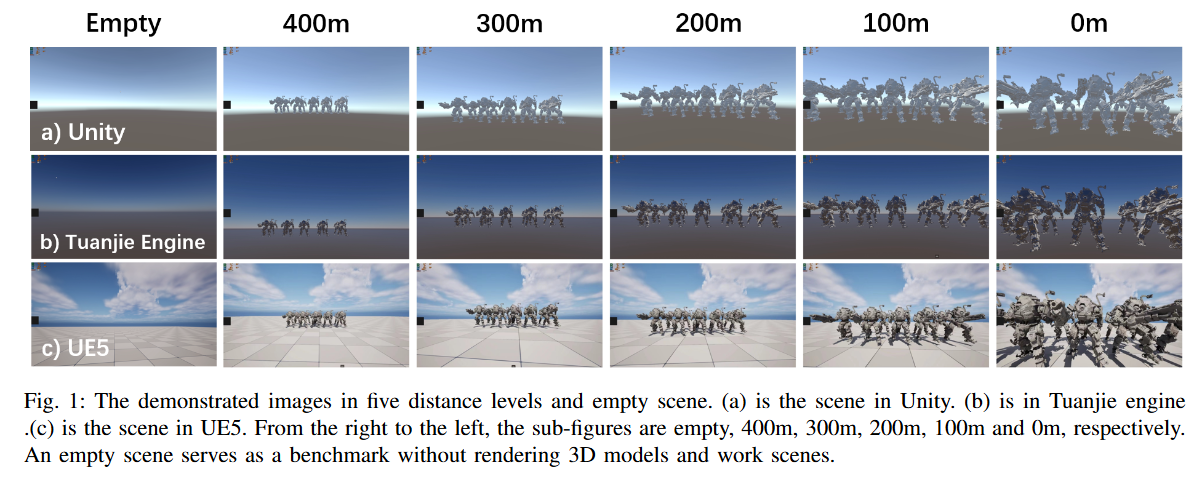 Empty 400m 300m 200m 100m 0m
a) Unity
b) Tuanjie Engine
c) UE5
Fig. 1: The demonstrated images in five distance levels and empty scene. (a) is the scene in Unity. (b) is in Tuanjie engine
.(c) is the scene in UE5. From the right to the left, the sub-figures are empty, 400m, 300m, 200m, 100m and 0m, respectively.
An empty scene serves as a benchmark without rendering 3D models and work scenes.